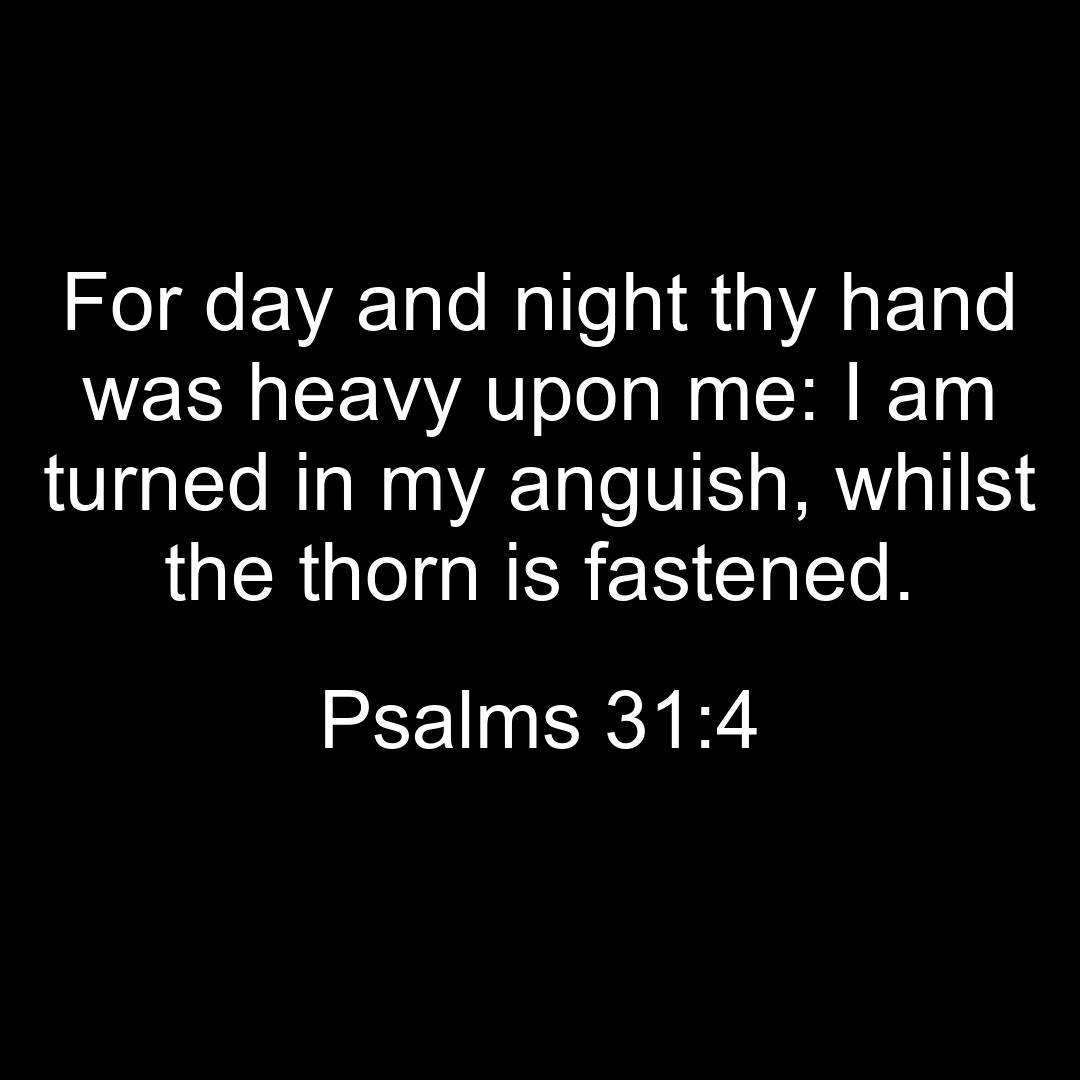 For day and night thy hand
was heavy upon me: I am
turned in my anguish, whilst
the thorn is fastened.
Psalms 31:4